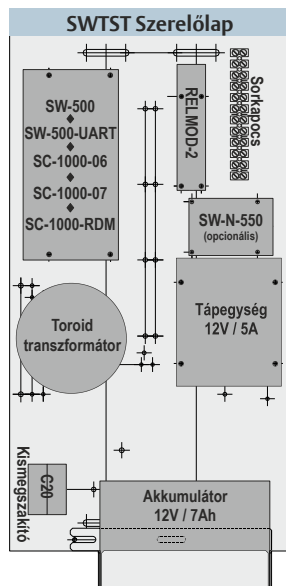 SWTST Szerelőlap
SW-500
SW-500-UART
SC-1000-06
SC-1000-07
SC-1000-RDM
RELMOD-2
Sorkapocs
SW-N-550
(opcionális)
Tápegység
12V / 5A
Toroid
transzformátor
Kismegszakító
C20
Akkumulátor
12V / 7Ah